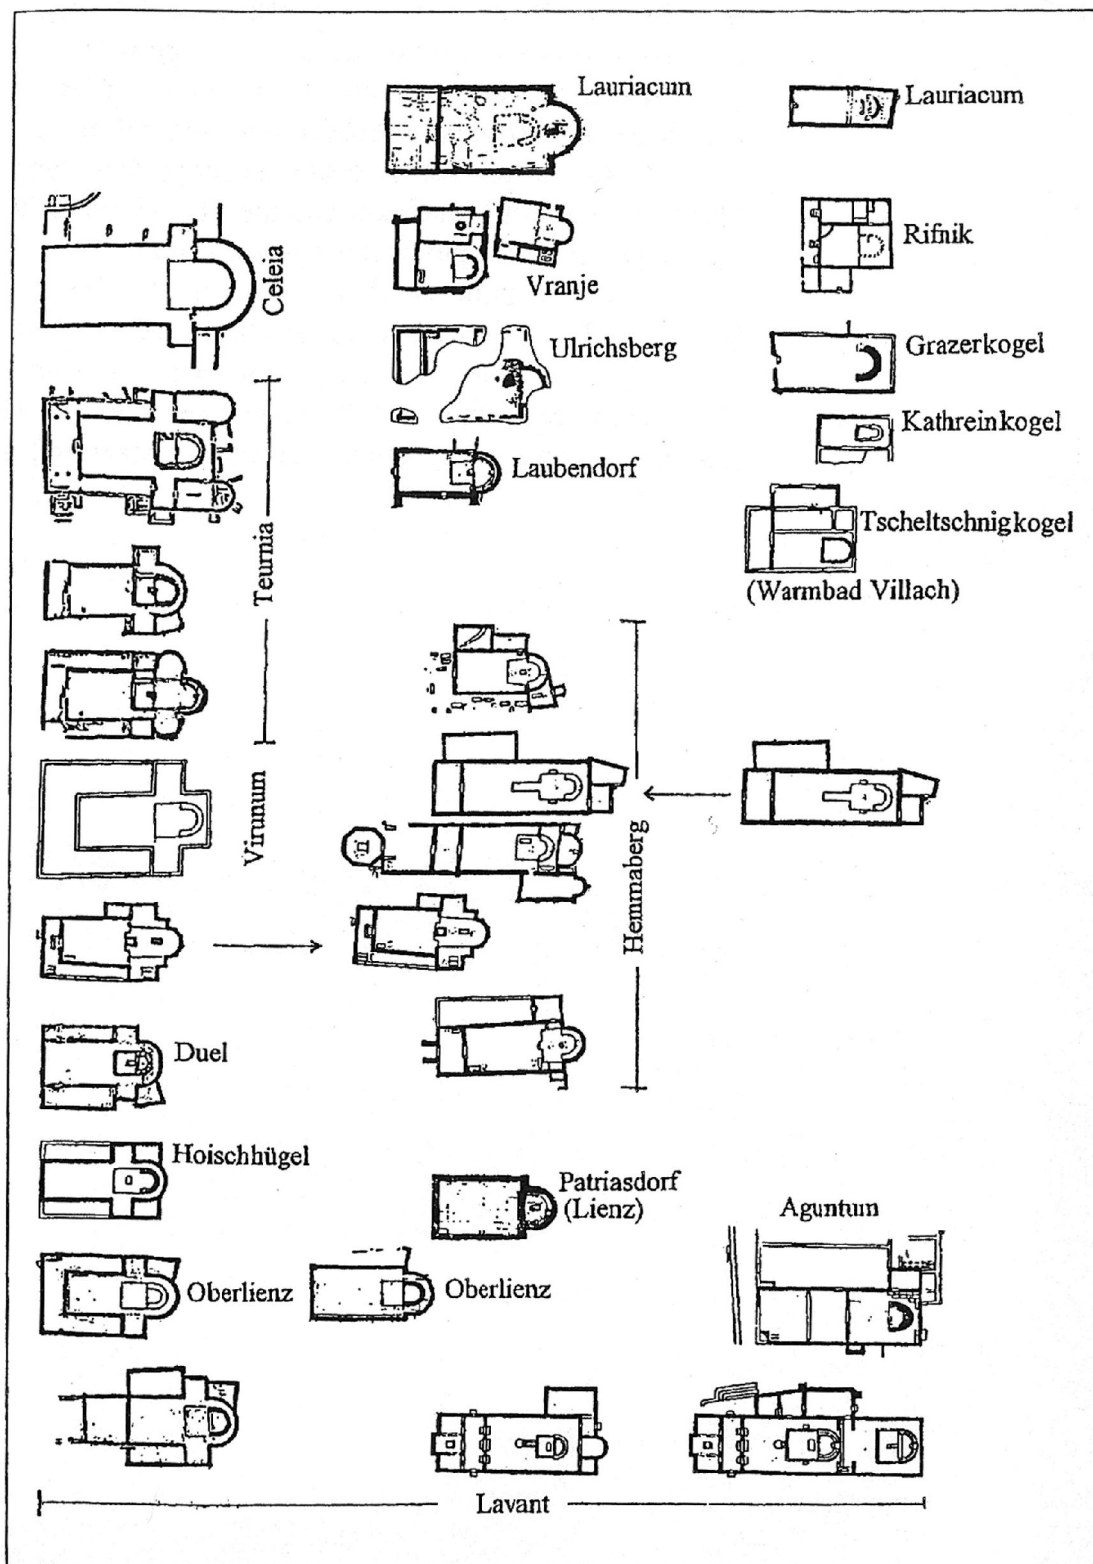 Lauriacum
Lauriacum
Celeia
Vranje
Rifnik
Ulrichsberg
Grazerkogel
Laubendorf
Kathreinkogel
Teurnia
Tscheltschnigkogel
(Warmbad Villach)
Virunum
Hemmaberg
Duel
Hoischhügel
Patriasdorf
(Lienz)
Aguntum
Oberlienz
Oberlienz
Lavant